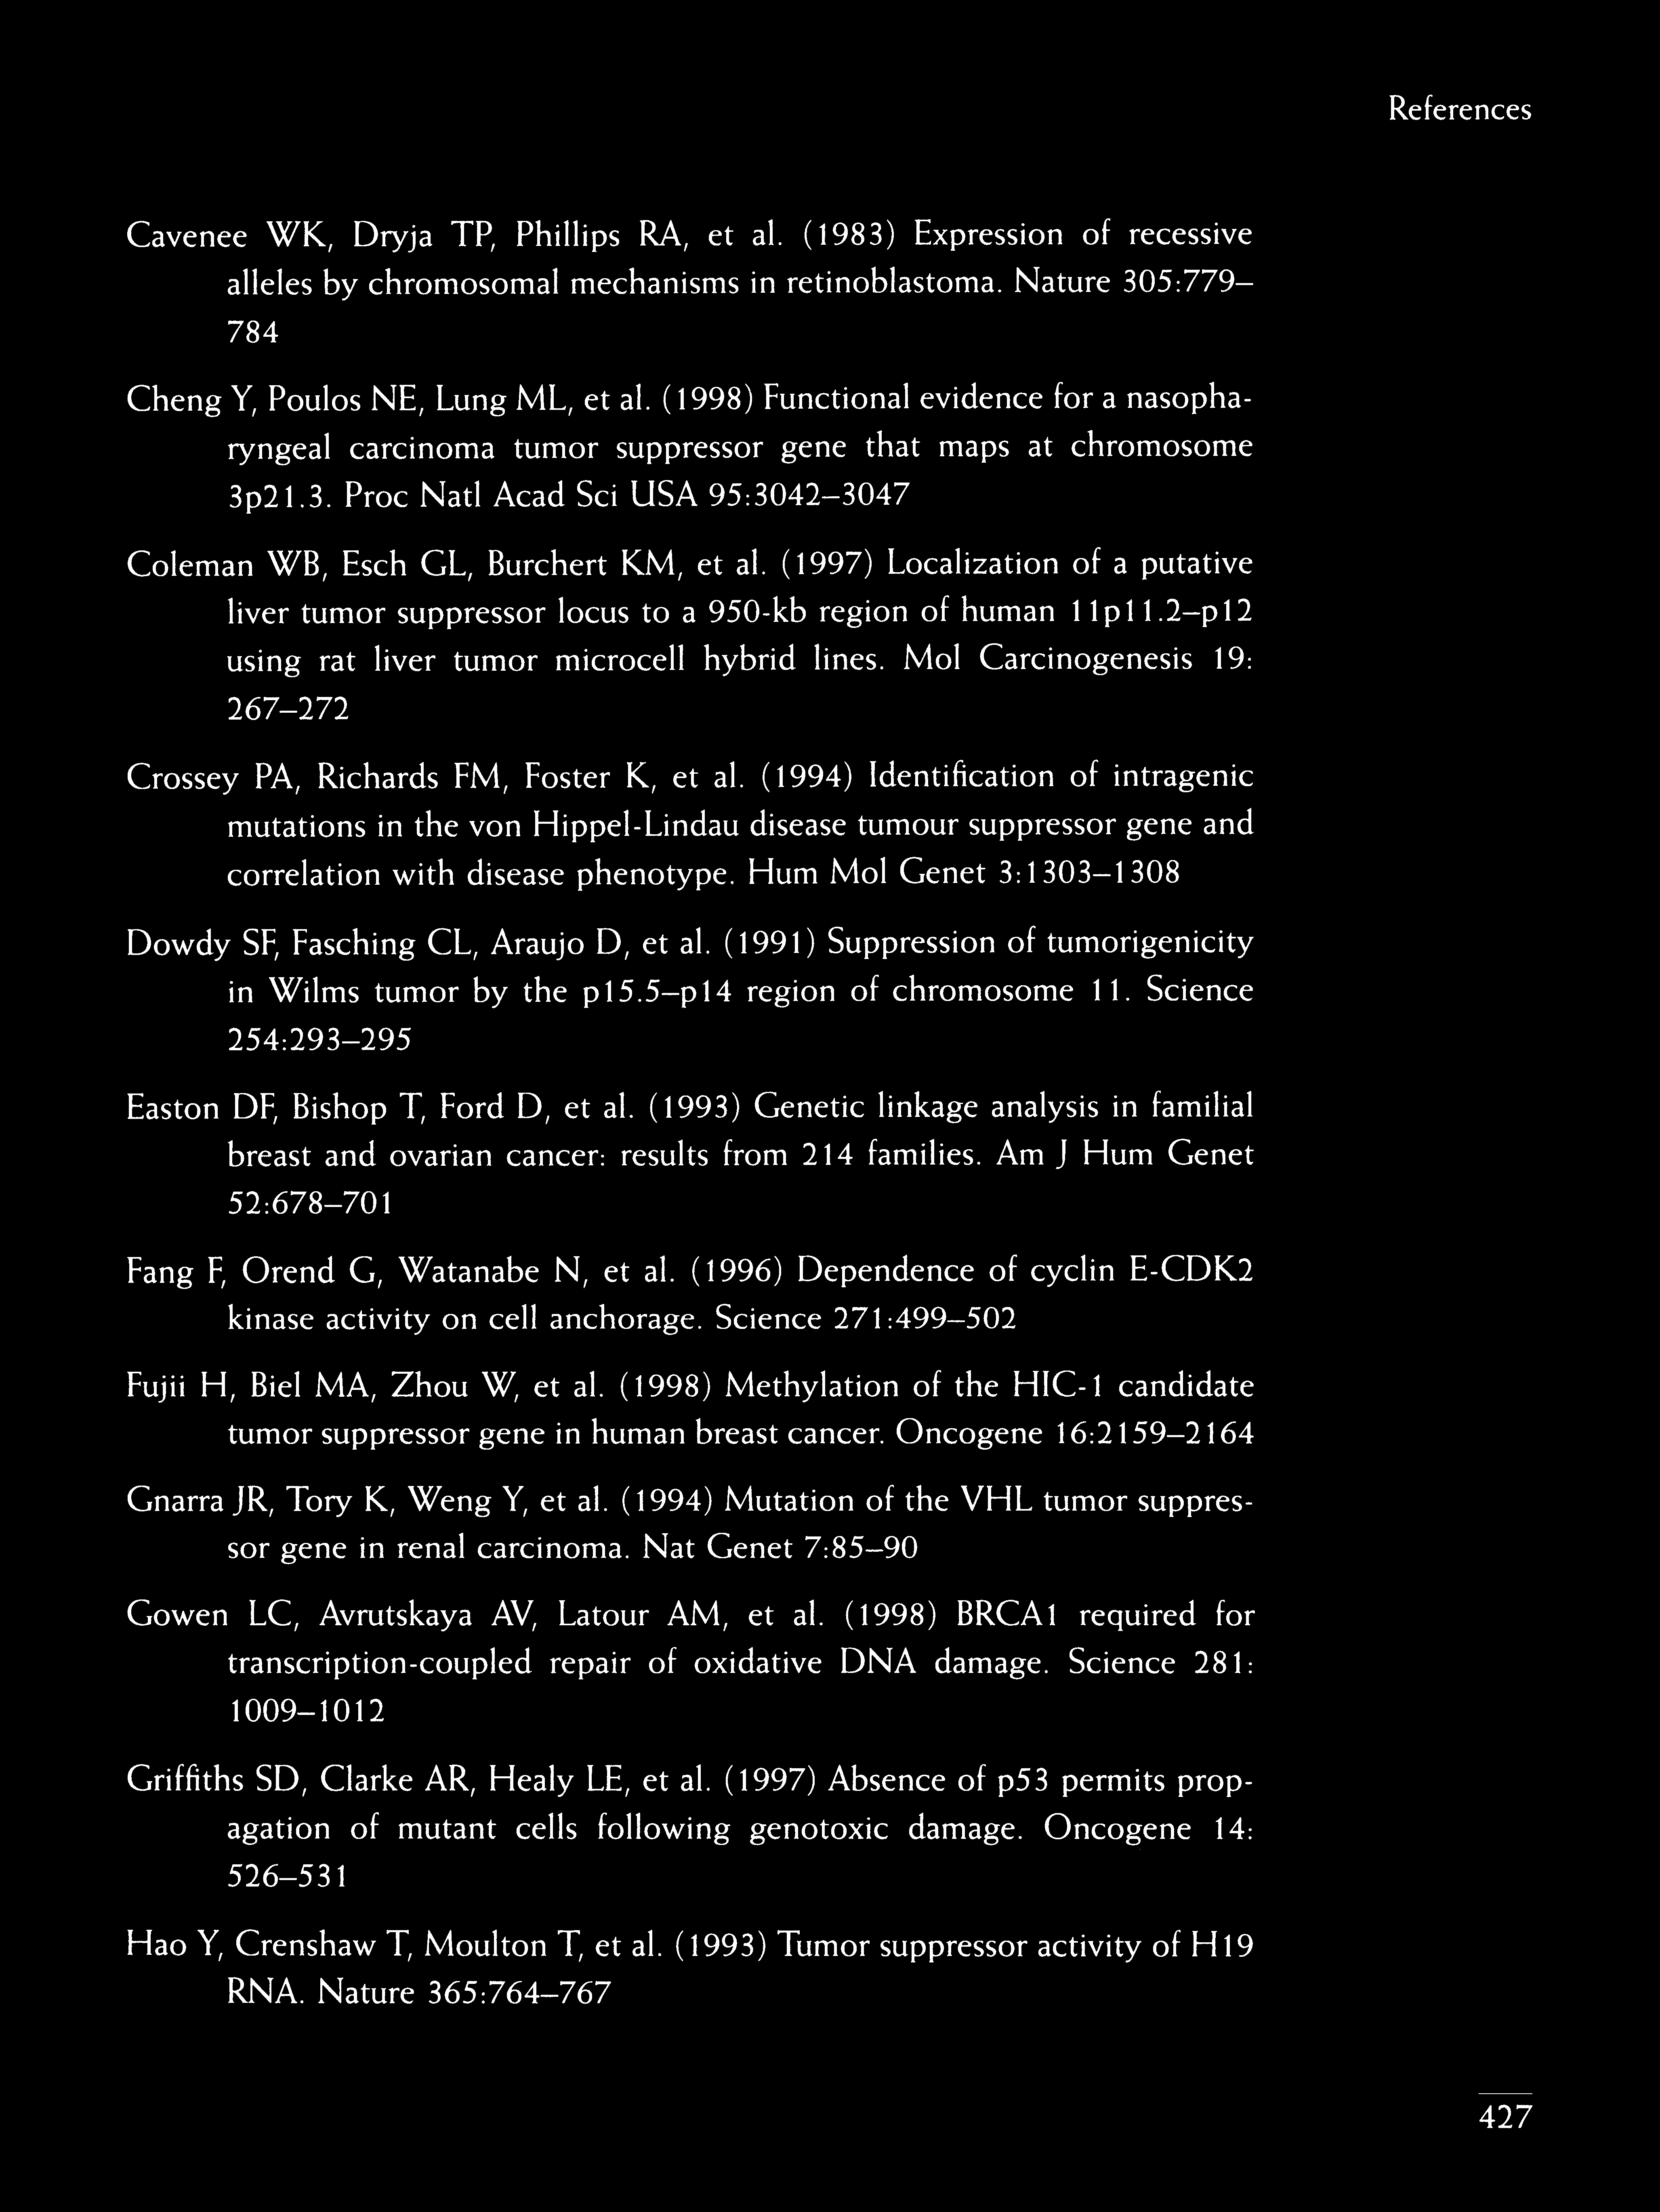 References
Cavenee WK, Dryja TP, Phillips RA, et al. (1983) Expression of recessive
alleles by chromosomal mechanisms in retinoblastoma. Nature 305:779–
784
Cheng Y, Poulos NE, Lung ML, et al. (1998) Functional evidence for a nasopha-
ryngeal carcinoma tumor suppressor gene that maps at chromosome
3p21.3. Proc Natl Acad Sci USA 95:3042–3047
Coleman WB, Esch GL, Burchert KM, et al. (1997) Localization of a putative
liver tumor suppressor locus to a 950-kb region of human 11p11.2–p12
using rat liver tumor microcell hybrid lines. Mol Carcinogenesis 19:
267–272
Crossey PA, Richards FM, Foster K, et al. (1994) Identification of intragenic
mutations in the von Hippel-Lindau disease tumour suppressor gene and
correlation with disease phenotype. Hum Mol Genet 3:1303–1308
Dowdy SF, Fasching CL, Araujo D, et al. (1991) Suppression of tumorigenicity
in Wilms tumor by the p15.5–p14 region of chromosome 11. Science
254:293–295
Easton DF, Bishop T, Ford D, et al. (1993) Genetic linkage analysis in familial
breast and ovarian cancer: results from 214 families. Am J Hum Genet
52:678–701
Fang F, Orend G, Watanabe N, et al. (1996) Dependence of cyclin E-CDK2
kinase activity on cell anchorage. Science 271:499–502
Fujii H, Biel MA, Zhou W, et al. (1998) Methylation of the HIC-1 candidate
tumor suppressor gene in human breast cancer. Oncogene 16:2159–2164
Gnarra JR, Tory K, Weng Y, et al. (1994) Mutation of the VHL tumor suppres-
sor gene in renal carcinoma. Nat Genet 7:85–90
Gowen LC, Avrutskaya AV, Latour AM, et al. (1998) BRCA1 required for
transcription-coupled repair of oxidative DNA damage. Science 281:
1009–1012
Griffiths SD, Clarke AR, Healy LE, et al. (1997) Absence of p53 permits prop-
agation of mutant cells following genotoxic damage. Oncogene 14:
526–531
Hao Y, Crenshaw T, Moulton T, et al. (1993) Tumor suppressor activity of H19
RNA. Nature 365:764–767
427